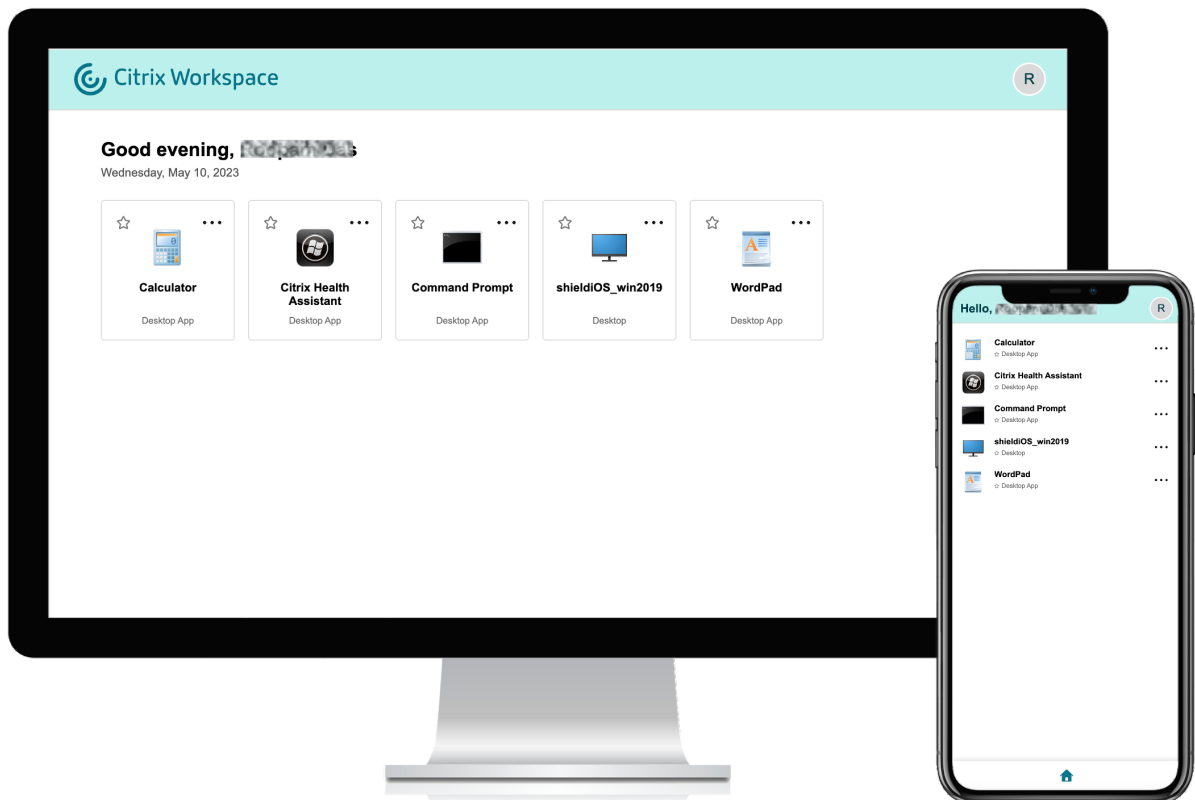 Citrix Workspace
R
Good evening,
Wednesday, May 10, 2023
Calculator
Desktop App
Citrix Health
Assistant
Desktop App
Command Prompt
Desktop App
shieldiOS_win2019
Desktop
WordPad
Desktop App
Hello,
R
Calculator
Desktop App
Citrix Health Assistant
Desktop App
Command Prompt
Desktop App
shieldiOS_win2019
Desktop
WordPad
Desktop App